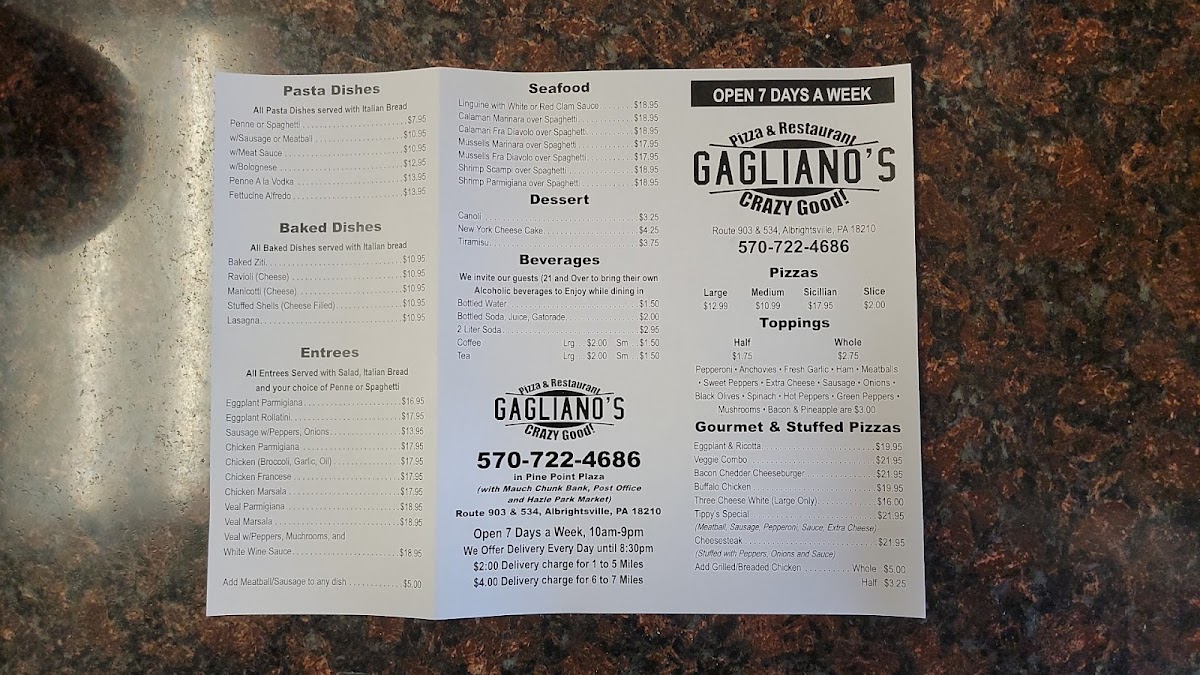 Pasta Dishes
All Pasta Dishes served with Italian Bread
Penne or Spaghetti $7.95
w/Sausage or Meatball $10.95
w/Meat Sauce $10.95
w/Bolognese $12.95
Penne A la Vodka $13.95
Fettucine Alfredo $13.95
Baked Dishes
All Baked Dishes served with Italian bread
Baked Ziti $10.95
Ravioli (Cheese) $10.95
Manicotti (Cheese) $10.95
Stuffed Shells (Cheese Filled) $10.95
Lasagna $10.95
Entrees
All Entrees Served with Salad, Italian Bread
and your choice of Penne or Spaghetti
Eggplant Parmigiana $16.95
Eggplant Rollatini $17.95
Sausage w/Peppers, Onions $13.95
Chicken Parmigiana $17.95
Chicken (Broccoli, Garlic, Oil) $17.95
Chicken Francese $17.95
Chicken Marsala $17.95
Veal Parmigiana $18.95
Veal Marsala $18.95
Veal w/Peppers, Muchrooms, and
White Wine Sauce $18.95
Add Meatball/Sausage to any dish $5.00
Seafood
Linguine with White or Red Clam Sauce $18.95
Calamari Marinara over Spaghetti $18.95
Calamari Fra Diavolo over Spaghetti $18.95
Mussells Marinara over Spaghetti $17.95
Mussells Fra Diavolo over Spaghetti $17.95
Shrimp Scampi over Spaghetti $18.95
Shrimp Parmigiana over Spaghetti $18.95
Dessert
Canoli $3.25
New York Cheese Cake $4.25
Tiramisu $3.75
Beverages
We invite our guests (21 and Over to bring their own
Alcoholic beverages to Enjoy while dining in
Bottled Water $1.50
Bottled Soda, Juice, Gatorade $2.00
2 Liter Soda $2.95
Coffee Lrg . . $2.00 Sm . . $1.50
Tea Lrg . . $2.00 Sm . . $1.50
Pizza & Restaurant
GAGLIANO'S
CRAZY Good!
570-722-4686
in Pine Point Plaza
(with Mauch Chunk Bank, Post Office
and Hazle Park Market)
Route 903 & 534, Albrightsville, PA 18210
Open 7 Days a Week, 10am-9pm
We Offer Delivery Every Day until 8:30pm
$2:00 Delivery charge for 1 to 5 Miles
$4.00 Delivery charge for 6 to 7 Miles
OPEN 7 DAYS A WEEK
Pizza & Restaurant
GAGLIANO'S
CRAZY Good!
Route 903 & 534, Albrightsville, PA 18210
570-722-4686
Pizzas
Large Medium Sicillian Slice
$12.99 $10.99 $17.95 $2.00
Toppings
Half Whole
$1.75 $2.75
Pepperoni • Anchovies • Fresh Garlic • Ham • Meatballs
• Sweet Peppers • Extra Cheese • Sausage • Onions •
Black Olives • Spinach • Hot Peppers • Green Peppers •
Mushrooms • Bacon & Pineapple are $3.00
Gourmet & Stuffed Pizzas
Eggplant & Ricotta $19.95
Veggie Combo $21.95
Bacon Chedder Cheeseburger $21.95
Buffalo Chicken $19.95
Three Cheese White (Large Only) $16.00
Tippy's Special $21.95
(Meatball, Sausage, Pepperoni, Sauce, Extra Cheese)
Cheesesteak $21.95
(Stuffed with Peppers, Onions and Sauce)
Add Grilled/Breaded Chicken Whole $5.00
Half $3.25